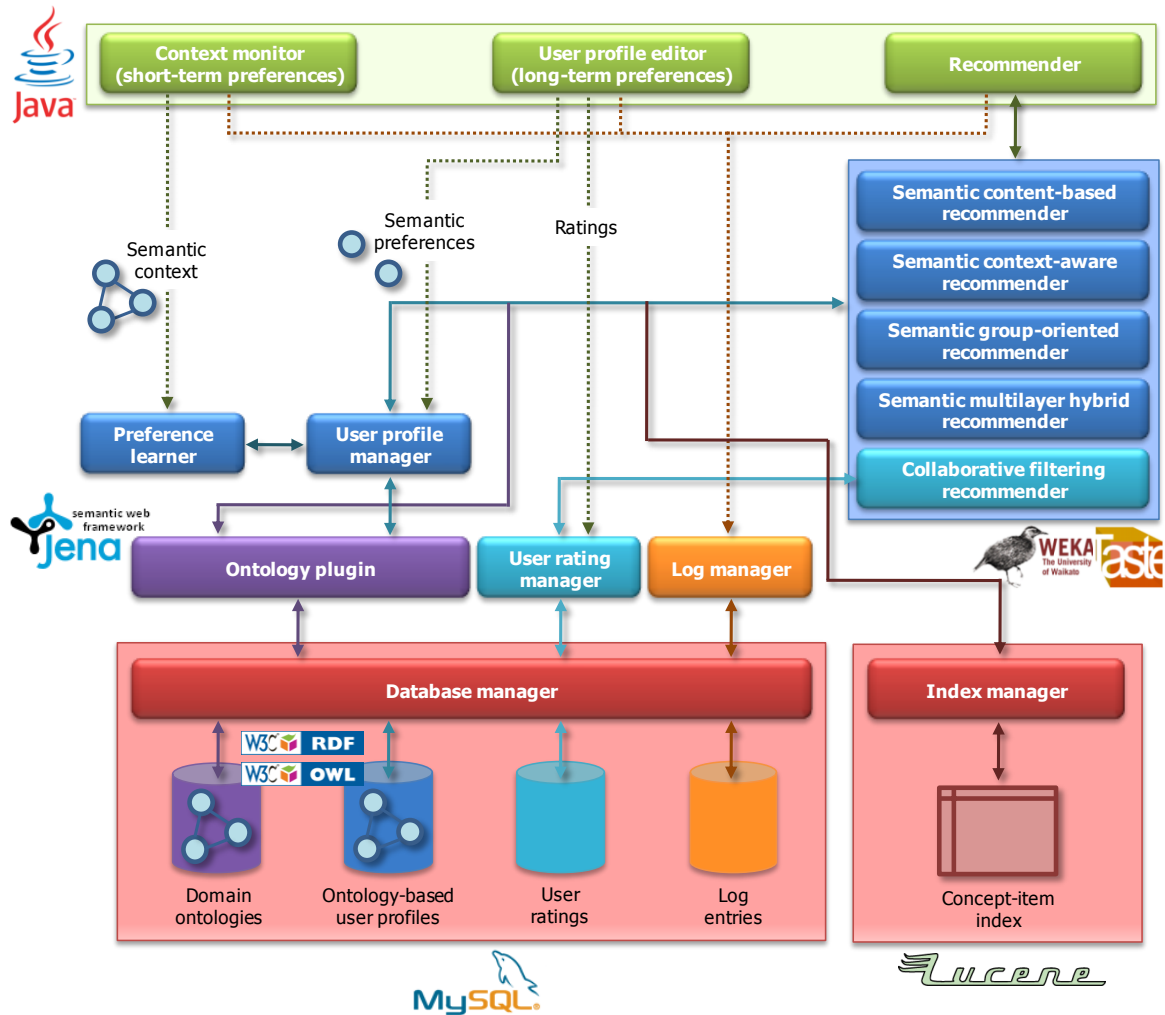 Java
Context monitor
(short-term preferences)
User profile editor
(long-term preferences)
Recommender
Semantic content-based
recommender
Semantic context-aware
recommender
Semantic group-oriented
recommender
Semantic multilayer hybrid
recommender
Collaborative filtering
recommender
Semantic
context
Semantic
preferences
Ratings
Preference
learner
User profile
manager
semantic web
framework
Jena
WEKA
The University
of Waikato
Taste
Ontology plugin
User rating
manager
Log manager
Database manager
Index manager
W3C RDF
W3C OWL
Domain
ontologies
Ontology-based
user profiles
User
ratings
Log
entries
Concept-item
index
MySQL®
Lucene